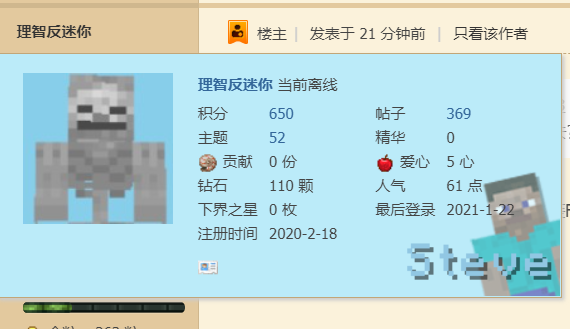 理智反迷你
楼主 | 发表于 21 分钟前 | 只看该作者
理智反迷你 当前离线
积分 650 帖子 369
主题 52 精华 0
贡献 0 份 爱心 5 心
钻石 110 颗 人气 61 点
下界之星 0 枚 最后登录 2021-1-22
注册时间 2020-2-18
Steve